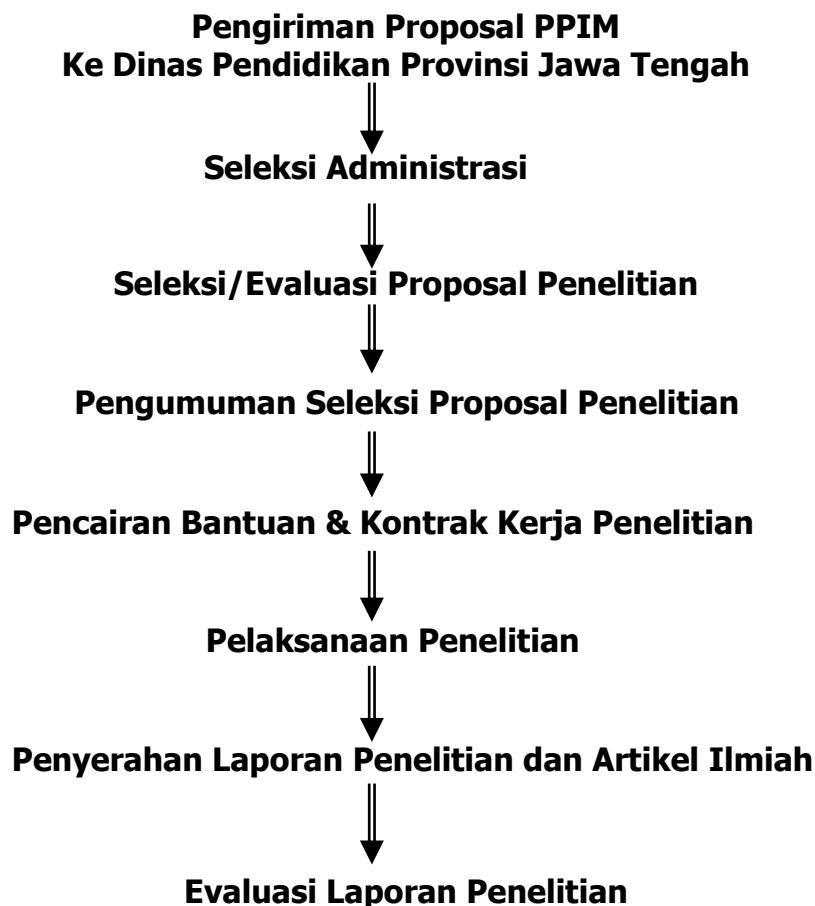 Pengiriman Proposal PPIM
Ke Dinas Pendidikan Provinsi Jawa Tengah
Seleksi Administrasi
Seleksi/Evaluasi Proposal Penelitian
Pengumuman Seleksi Proposal Penelitian
Pencairan Bantuan & Kontrak Kerja Penelitian
Pelaksanaan Penelitian
Penyerahan Laporan Penelitian dan Artikel Ilmiah
Evaluasi Laporan Penelitian